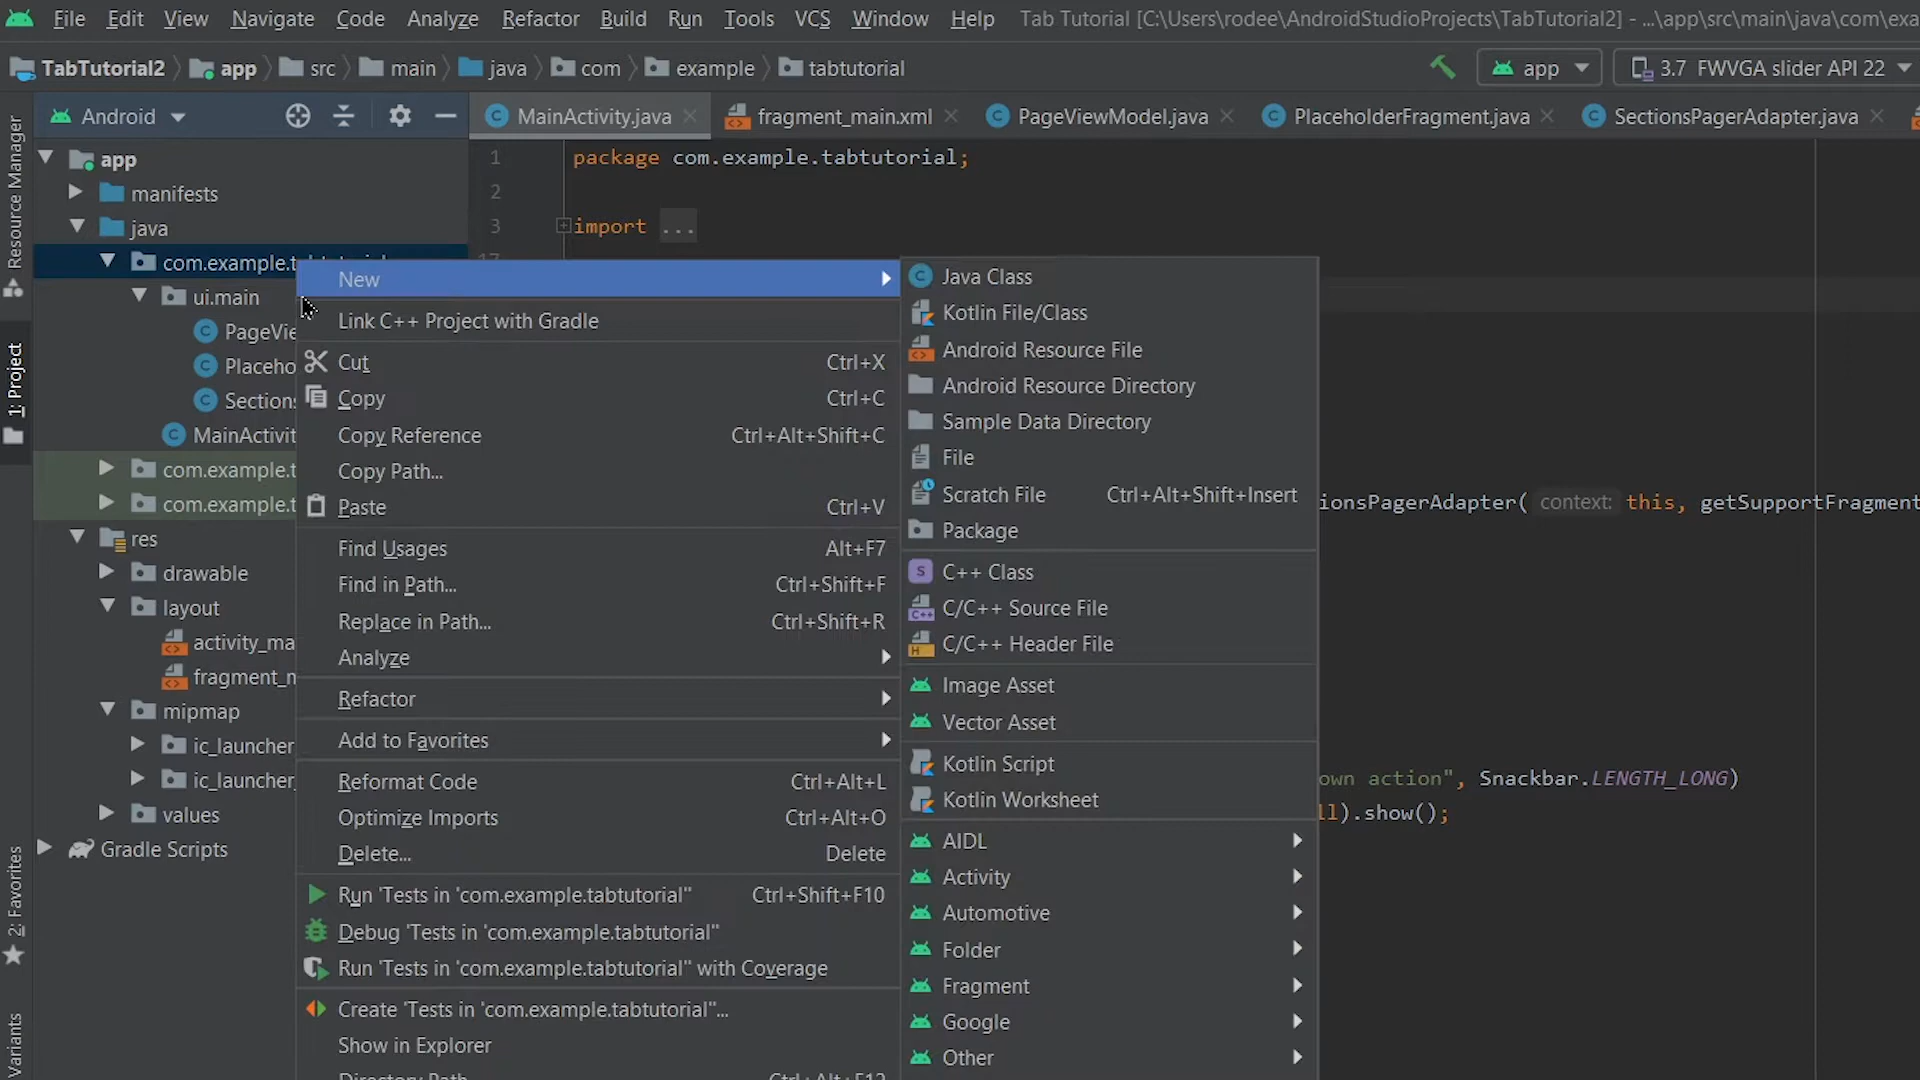 File Edit View Navigate Code Analyze Refactor Build Run Tools VCS Window Help Tab Tutorial [C:\Users\rodee\AndroidStudioProjects\TabTutorial2] - ...\app\src\main\java\com\exa
TabTutorial2 app src main java com example tabtutorial app 3.7 FWVGA slider API 22
Android MainActivity.java fragment_main.xml PageViewModel.java PlaceholderFragment.java SectionsPagerAdapter.java
Resource Manager
1: Project
2: Favorites
Variants
app
manifests
java
com.example.t
ui.main
PageVie
Placeho
Sections
MainActivit
com.example.t
com.example.t
res
drawable
layout
activity_ma
fragment_m
mipmap
ic_launcher
ic_launcher_
values
Gradle Scripts
1 package com.example.tabtutorial;
2
3 import ...
17
ionsPagerAdapter( context: this, getSupportFragment
own action", Snackbar.LENGTH_LONG)
ll).show();
New
Link C++ Project with Gradle
Cut Ctrl+X
Copy Ctrl+C
Copy Reference Ctrl+Alt+Shift+C
Copy Path...
Paste Ctrl+V
Find Usages Alt+F7
Find in Path... Ctrl+Shift+F
Replace in Path... Ctrl+Shift+R
Analyze
Refactor
Add to Favorites
Reformat Code Ctrl+Alt+L
Optimize Imports Ctrl+Alt+O
Delete... Delete
Run 'Tests in 'com.example.tabtutorial'' Ctrl+Shift+F10
Debug 'Tests in 'com.example.tabtutorial''
Run 'Tests in 'com.example.tabtutorial'' with Coverage
Create 'Tests in 'com.example.tabtutorial''...
Show in Explorer
Directory Path Ctrl+Alt+F12
Java Class
Kotlin File/Class
Android Resource File
Android Resource Directory
Sample Data Directory
File
Scratch File Ctrl+Alt+Shift+Insert
Package
C++ Class
C/C++ Source File
C/C++ Header File
Image Asset
Vector Asset
Kotlin Script
Kotlin Worksheet
AIDL
Activity
Automotive
Folder
Fragment
Google
Other